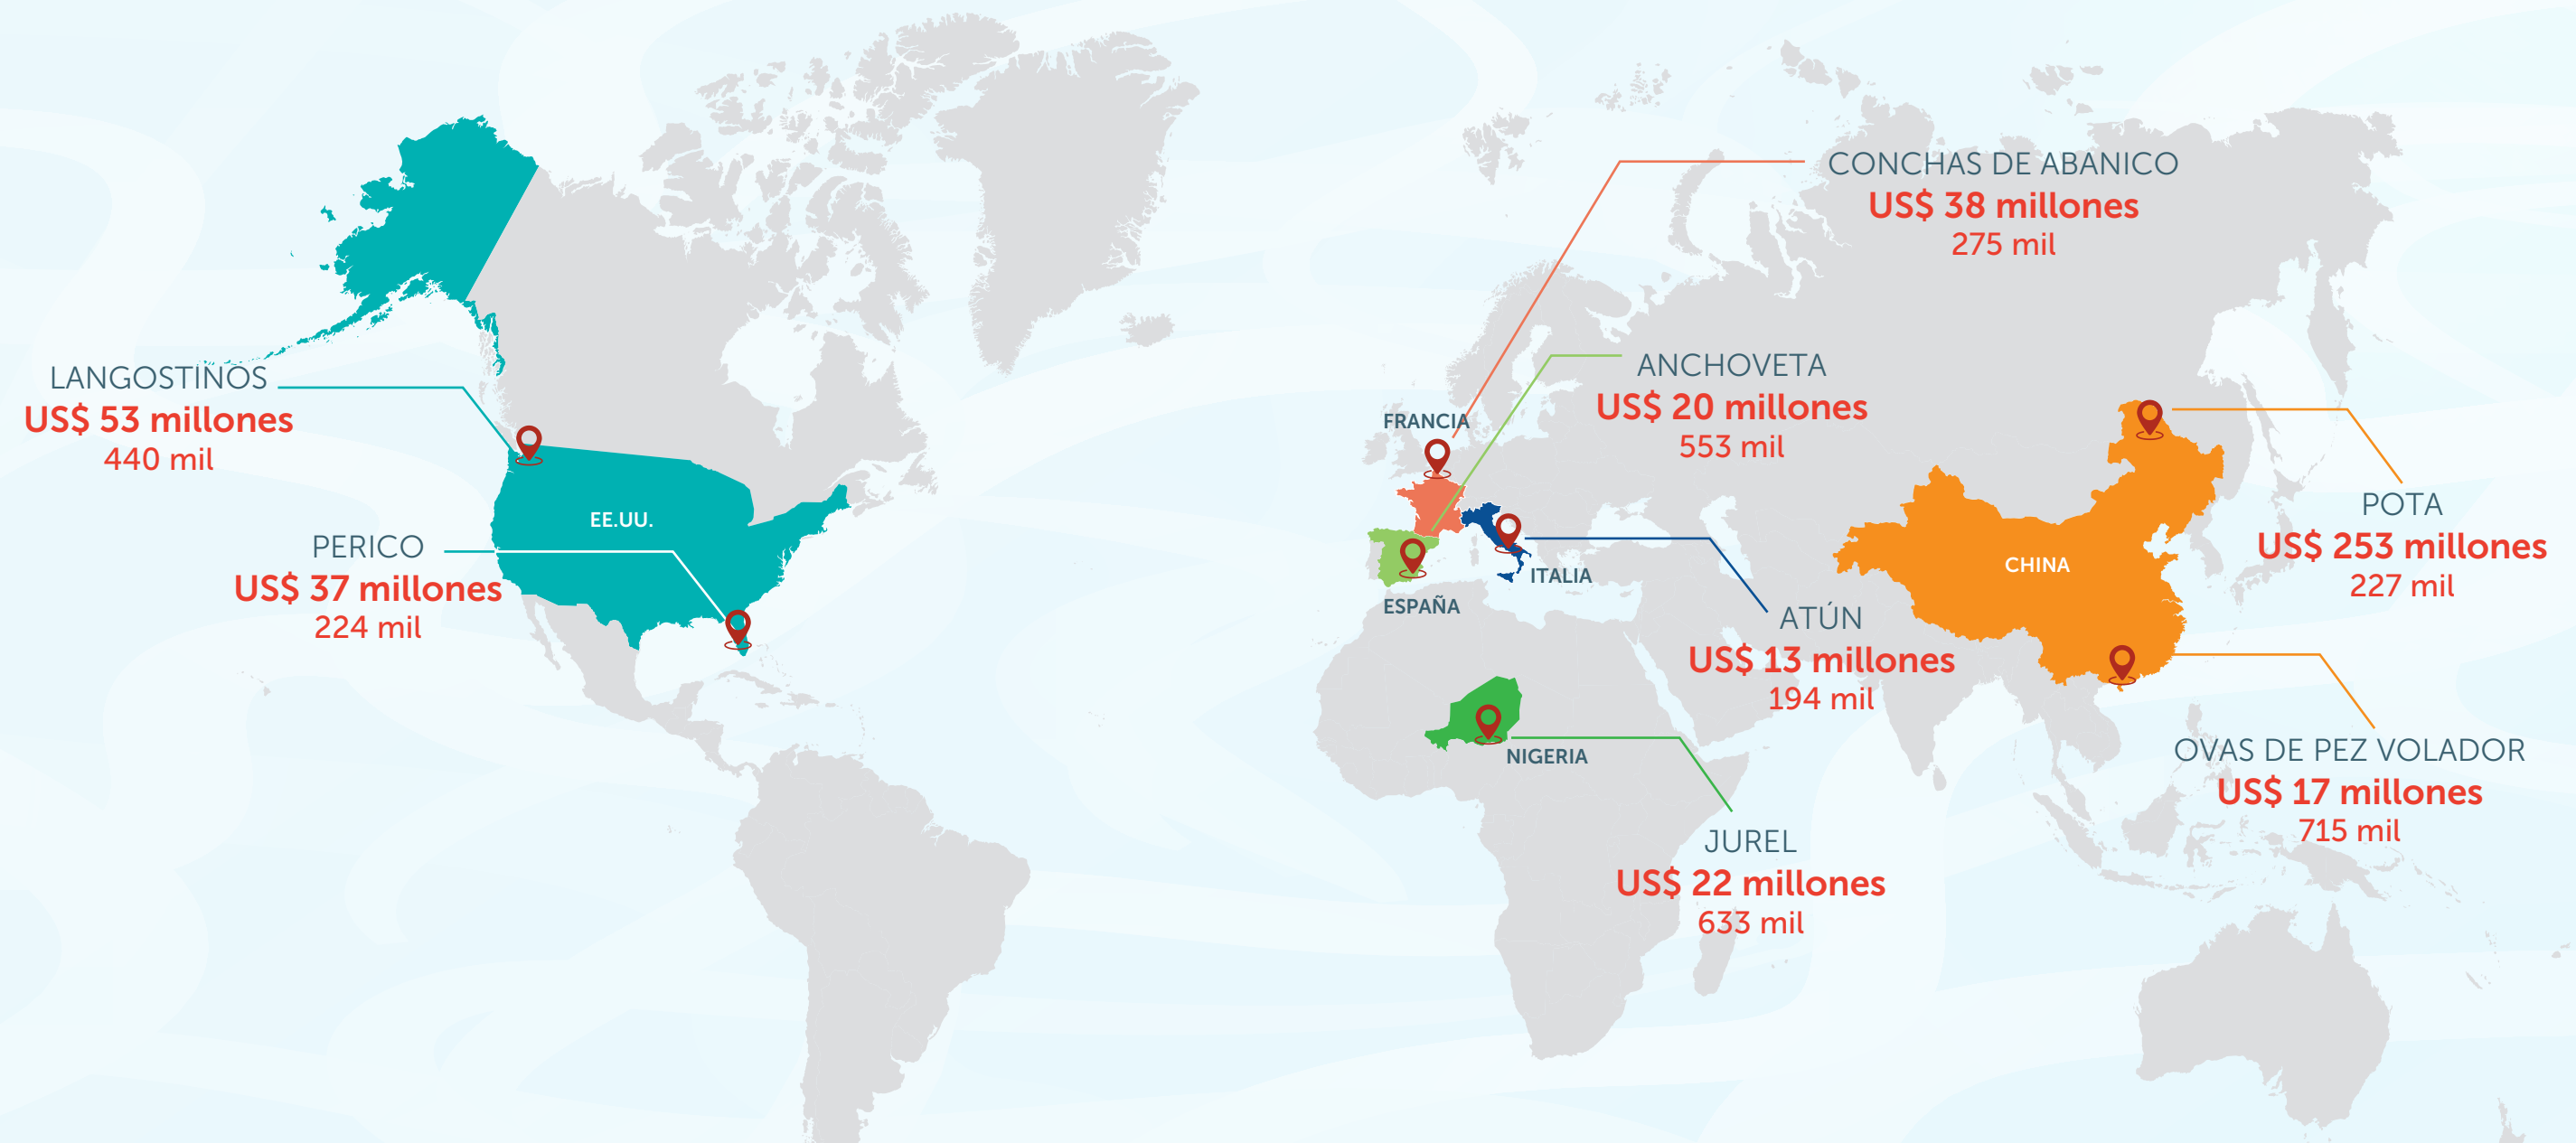 CONCHAS DE ABANICO
US$ 38 millones
275 mil
LANGOSTINOS
US$ 53 millones
440 mil
ANCHOVETA
US$ 20 millones
553 mil
FRANCIA
EE.UU.
PERICO
US$ 37 millones
224 mil
POTA
US$ 253 millones
227 mil
CHINA
ITALIA
ESPAÑA
ATÚN
US$ 13 millones
194 mil
NIGERIA
OVAS DE PEZ VOLADOR
US$ 17 millones
715 mil
JUREL
US$ 22 millones
633 mil